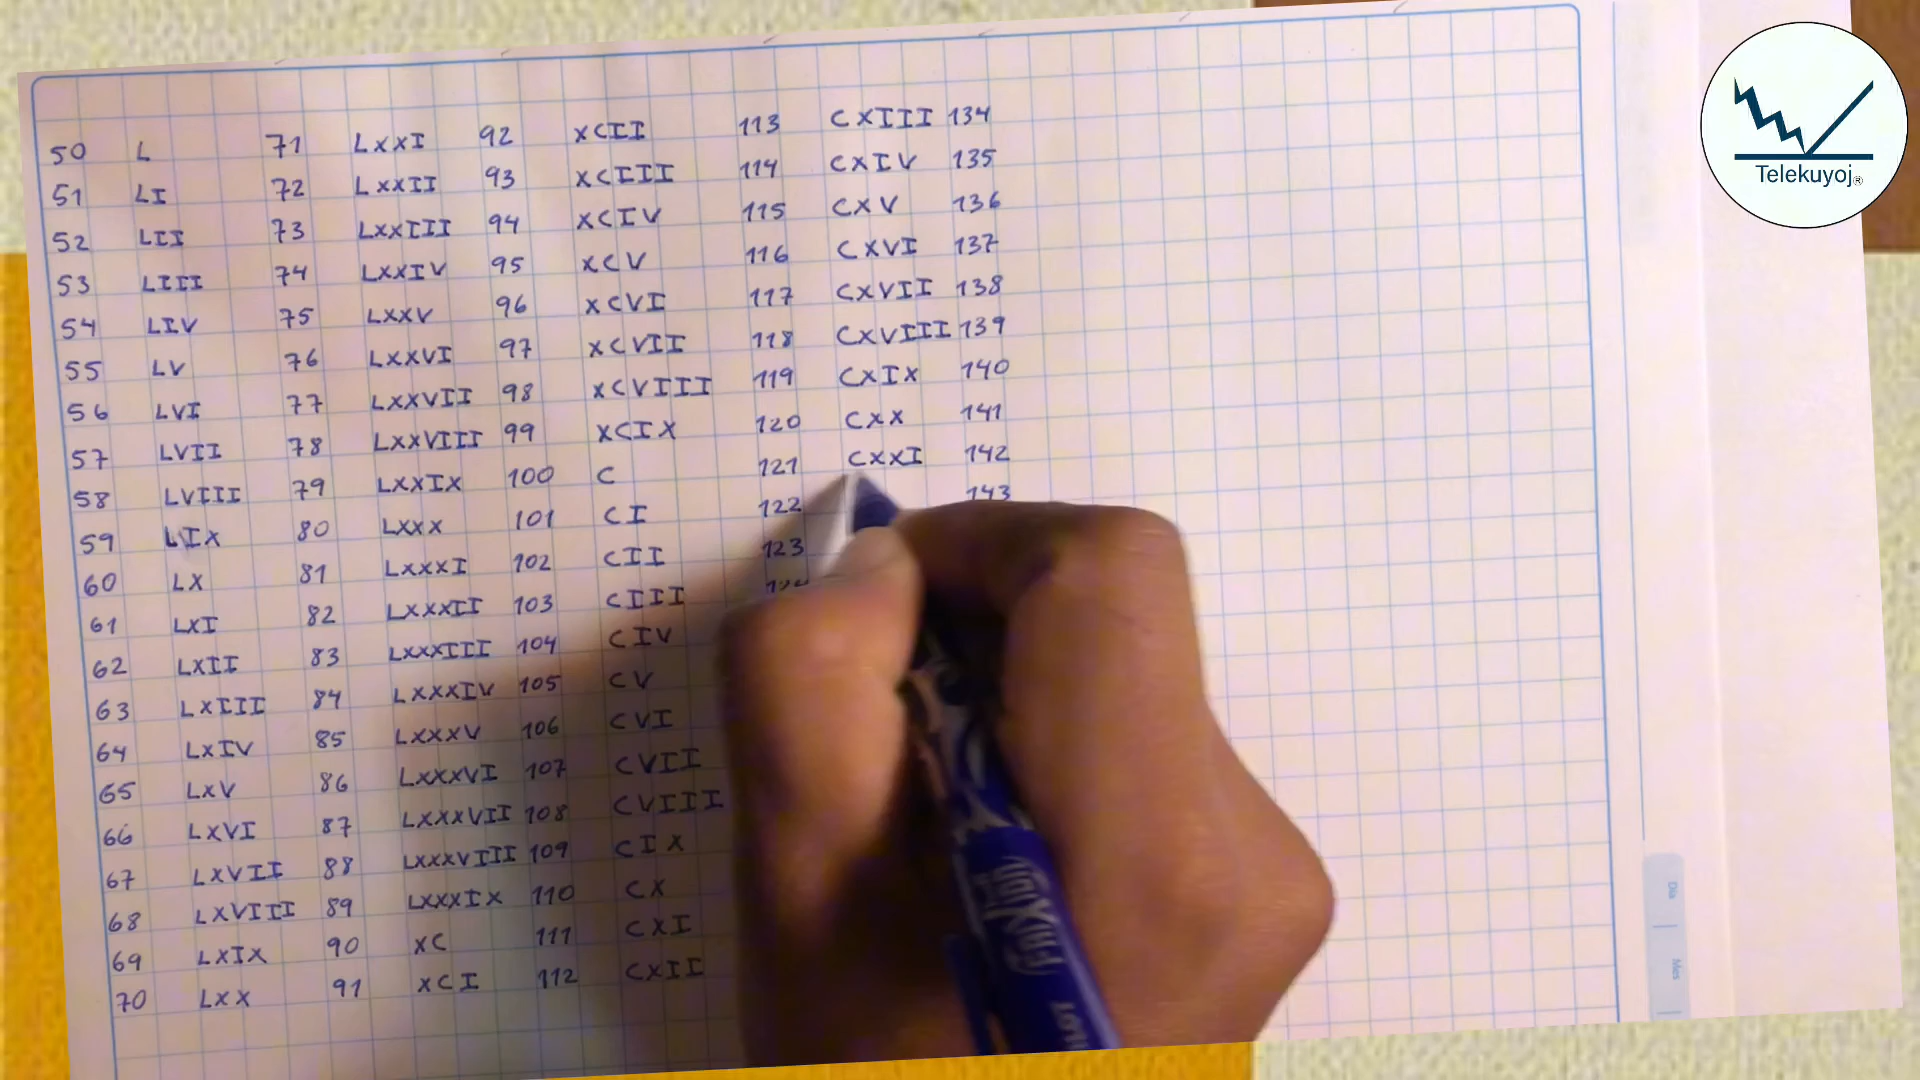 50 L 71 LXXI 92 XCII 113 CXIII 134
51 LI 72 LXXII 93 XCIII 114 CXIV 135
52 LII 73 LXXIII 94 XCIV 115 CXV 136
53 LIII 74 LXXIV 95 XCV 116 CXVI 137
54 LIV 75 LXXV 96 XCVI 117 CXVII 138
55 LV 76 LXXVI 97 XCVII 118 CXVIII 139
56 LVI 77 LXXVII 98 XCVIII 119 CXIX 140
57 LVII 78 LXXVIII 99 XCIX 120 CXX 141
58 LVIII 79 LXXIX 100 C 121 CXXI 142
59 LIX 80 LXXX 101 CI 122 143
60 LX 81 LXXXI 102 CII 123
61 LXI 82 LXXXII 103 CIII
62 LXII 83 LXXXIII 104 CIV
63 LXIII 84 LXXXIV 105 CV
64 LXIV 85 LXXXV 106 CVI
65 LXV 86 LXXXVI 107 CVII
66 LXVI 87 LXXXVII 108 CVIII
67 LXVII 88 LXXXVIII 109 CIX
68 LXVIII 89 LXXXIX 110 CX
69 LXIX 90 XC 111 CXI
70 LXX 91 XCI 112 CXII
Telekuyoj®
Día
Mes